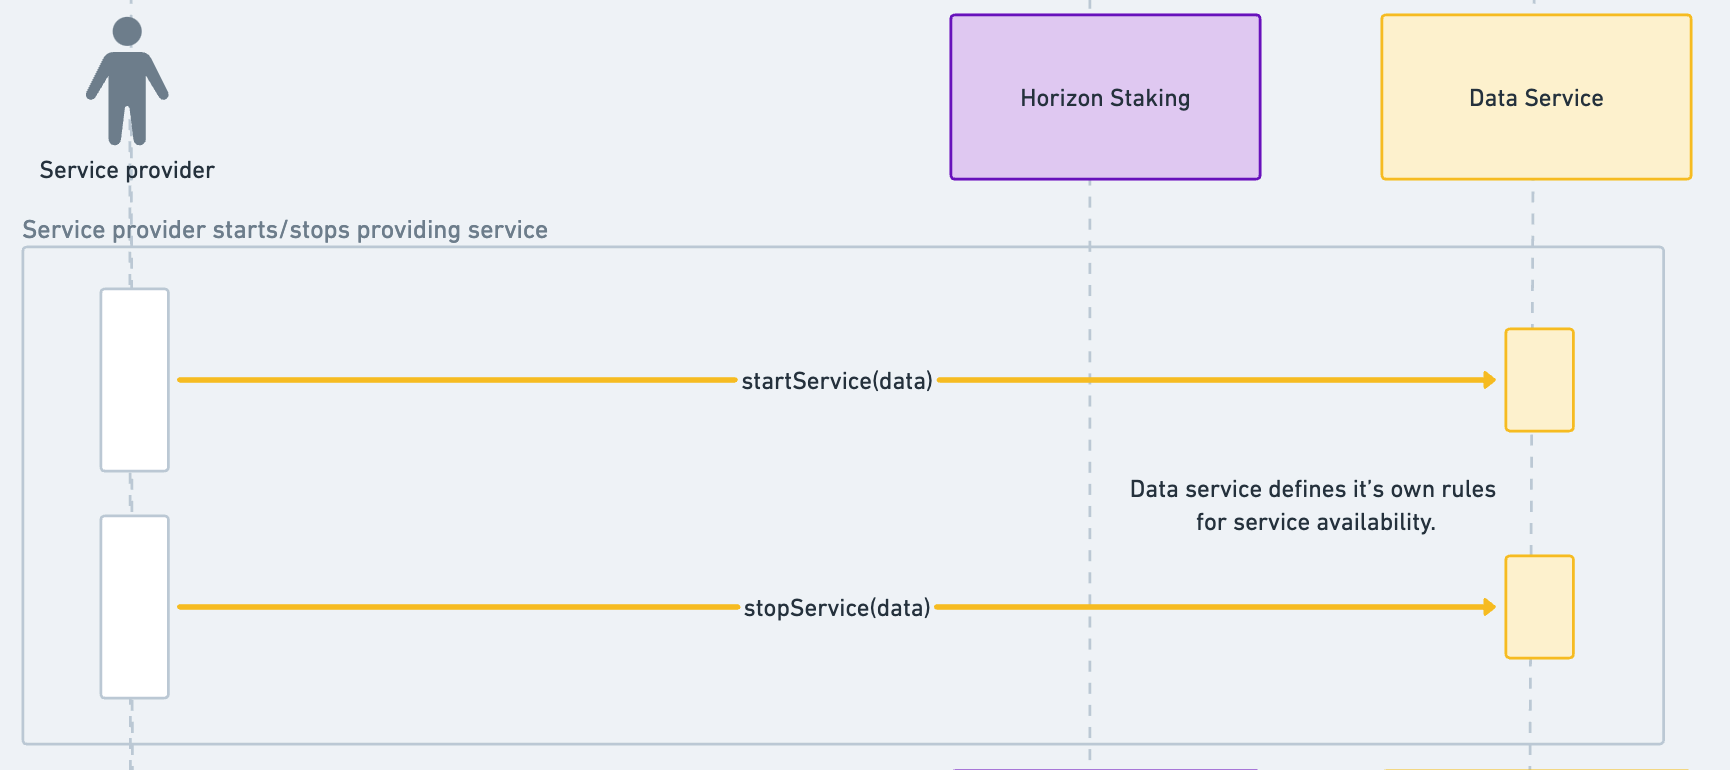 Horizon Staking
Data Service
Service provider
Service provider starts/stops providing service
startService(data)
Data service defines it’s own rules
for service availability.
stopService(data)